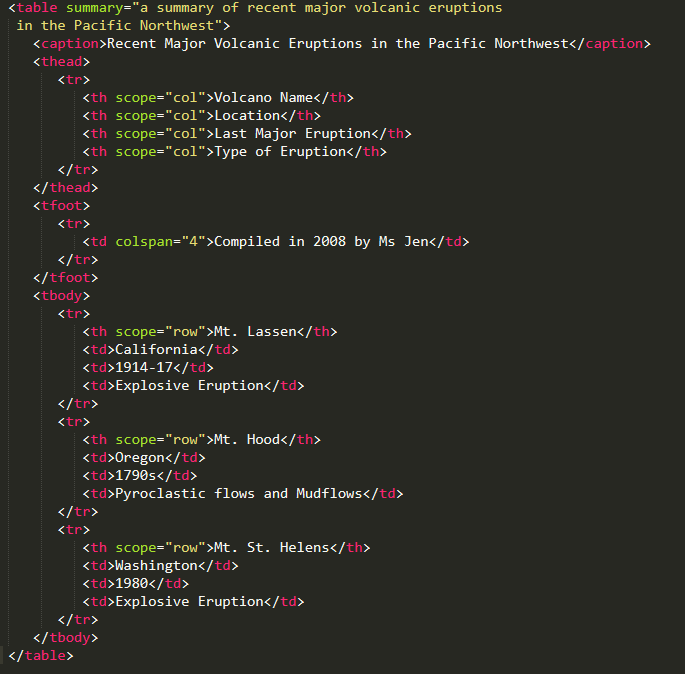 <table summary="a summary of recent major volcanic eruptions
in the Pacific Northwest">
<caption>Recent Major Volcanic Eruptions in the Pacific Northwest</caption>
<thead>
<tr>
<th scope="col">Volcano Name</th>
<th scope="col">Location</th>
<th scope="col">Last Major Eruption</th>
<th scope="col">Type of Eruption</th>
</tr>
</thead>
<tfoot>
<tr>
<td colspan="4">Compiled in 2008 by Ms Jen</td>
</tr>
</tfoot>
<tbody>
<tr>
<th scope="row">Mt. Lassen</th>
<td>California</td>
<td>1914-17</td>
<td>Explosive Eruption</td>
</tr>
<tr>
<th scope="row">Mt. Hood</th>
<td>Oregon</td>
<td>1790s</td>
<td>Pyroclastic flows and Mudflows</td>
</tr>
<tr>
<th scope="row">Mt. St. Helens</th>
<td>Washington</td>
<td>1980</td>
<td>Explosive Eruption</td>
</tr>
</tbody>
</table>